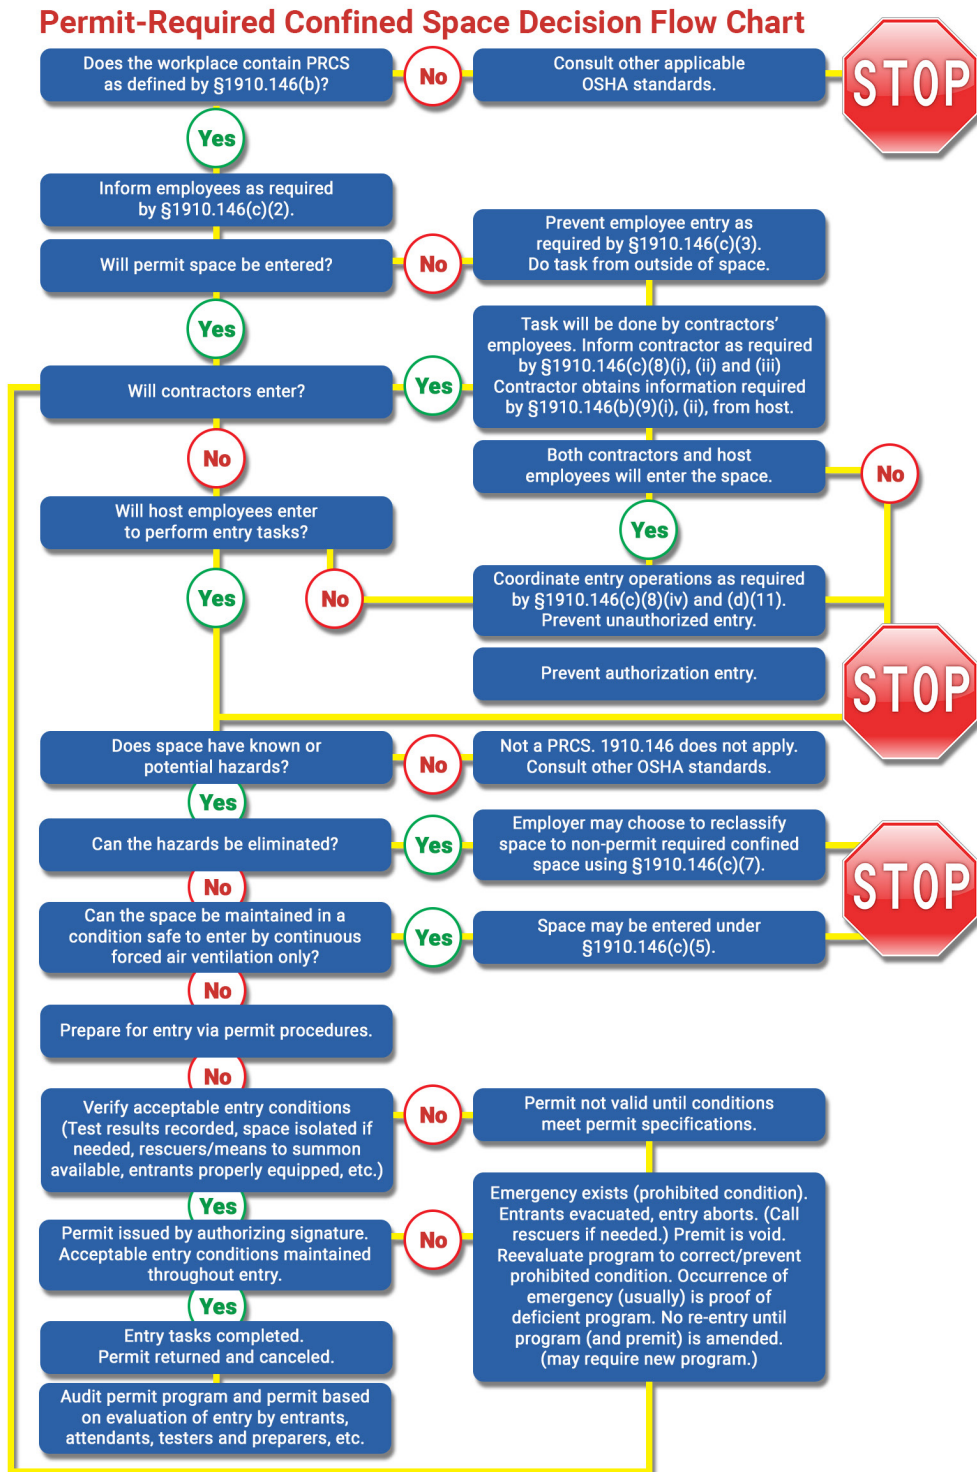 Permit-Required Confined Space Decision Flow Chart
Does the workplace contain PRCS
as defined by §1910.146(b)?
No
Consult other applicable
OSHA standards.
STOP
Yes
Inform employees as required
by §1910.146(c)(2).
Will permit space be entered?
No
Prevent employee entry as
required by §1910.146(c)(3).
Do task from outside of space.
Yes
Will contractors enter?
Yes
Task will be done by contractors’
employees. Inform contractor as required
by §1910.146(c)(8)(i), (ii) and (iii)
Contractor obtains information required
by §1910.146(b)(9)(i), (ii), from host.
No
Both contractors and host
employees will enter the space.
No
Will host employees enter
to perform entry tasks?
Yes
Yes
No
Coordinate entry operations as required
by §1910.146(c)(8)(iv) and (d)(11).
Prevent unauthorized entry.
Prevent authorization entry.
STOP
Does space have known or
potential hazards?
No
Not a PRCS. 1910.146 does not apply.
Consult other OSHA standards.
Yes
Can the hazards be eliminated?
Yes
Employer may choose to reclassify
space to non-permit required confined
space using §1910.146(c)(7).
STOP
No
Can the space be maintained in a
condition safe to enter by continuous
forced air ventilation only?
Yes
Space may be entered under
§1910.146(c)(5).
No
Prepare for entry via permit procedures.
No
Verify acceptable entry conditions
(Test results recorded, space isolated if
needed, rescuers/means to summon
available, entrants properly equipped, etc.)
No
Permit not valid until conditions
meet permit specifications.
Yes
Permit issued by authorizing signature.
Acceptable entry conditions maintained
throughout entry.
No
Emergency exists (prohibited condition).
Entrants evacuated, entry aborts. (Call
rescuers if needed.) Premit is void.
Reevaluate program to correct/prevent
prohibited condition. Occurrence of
emergency (usually) is proof of
deficient program. No re-entry until
program (and premit) is amended.
(may require new program.)
Yes
Entry tasks completed.
Permit returned and canceled.
Audit permit program and permit based
on evaluation of entry by entrants,
attendants, testers and preparers, etc.